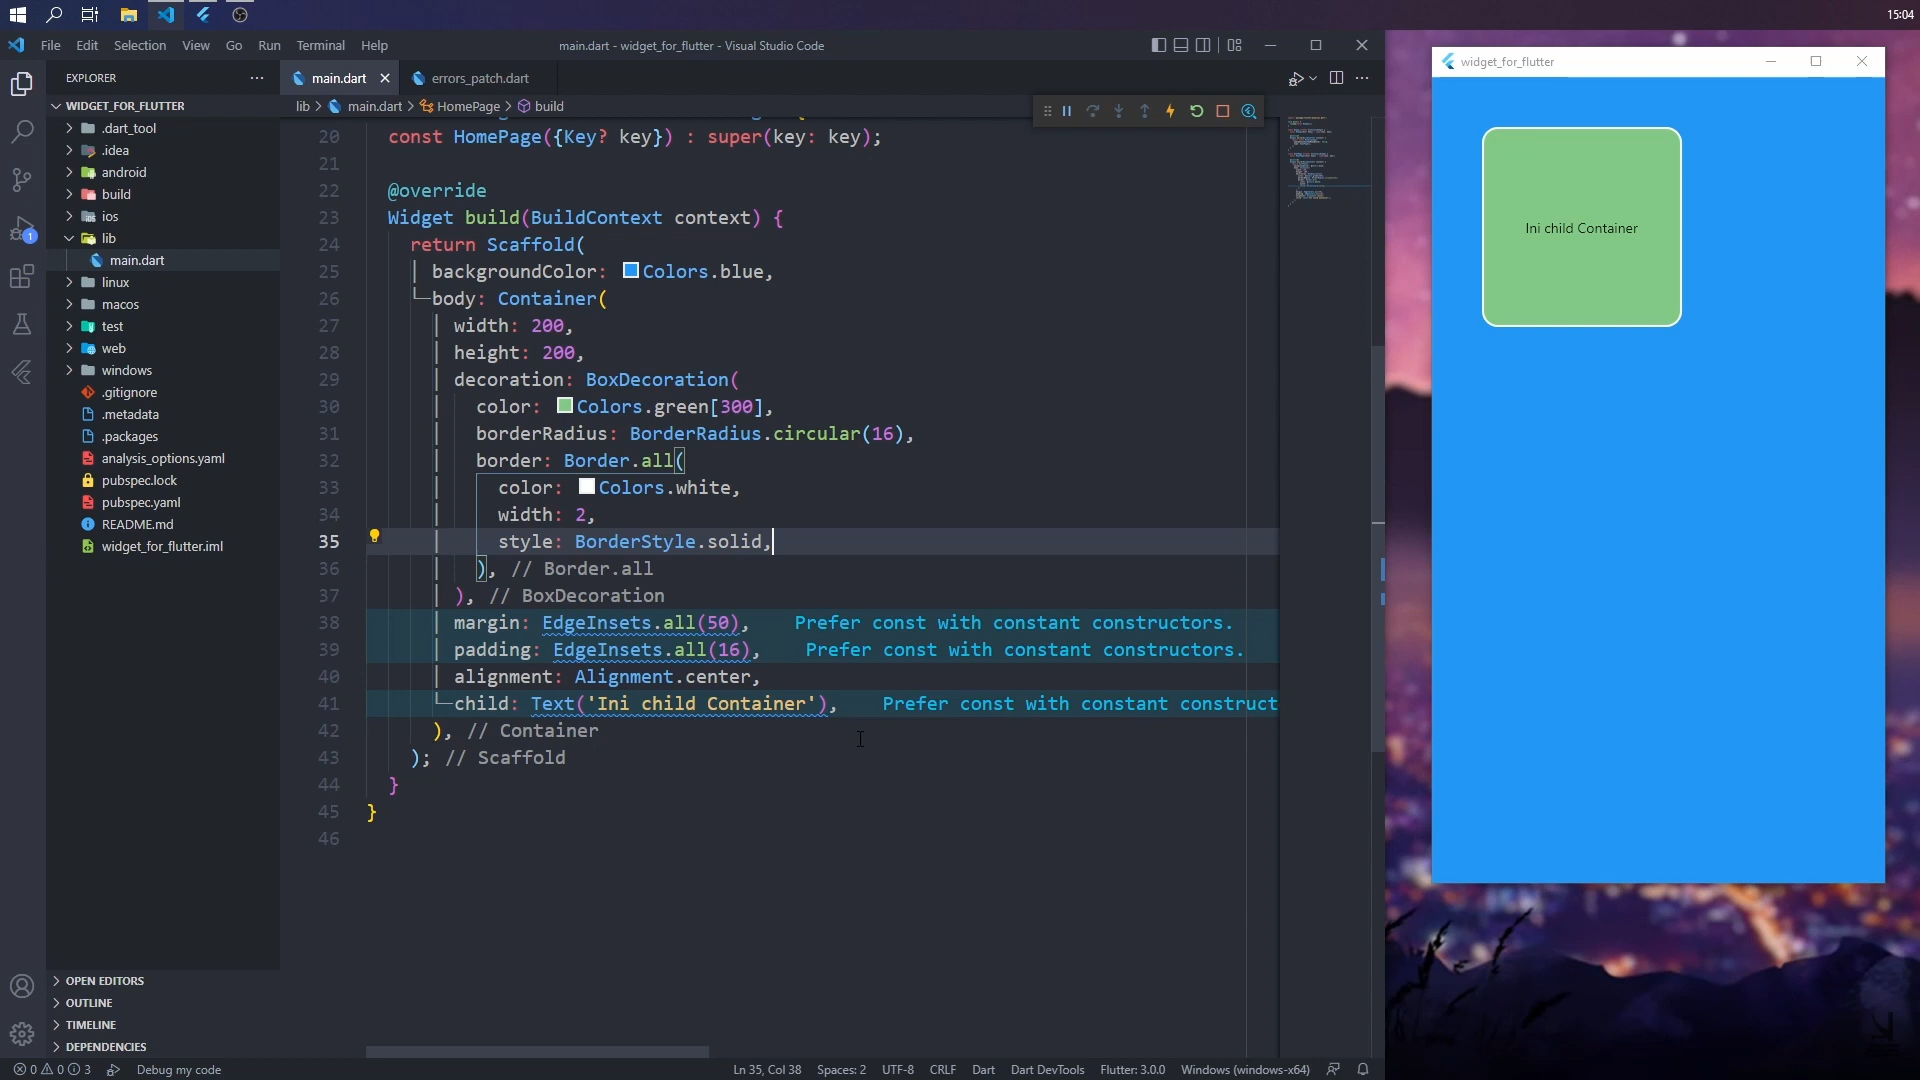 15:04
File Edit Selection View Go Run Terminal Help
main.dart - widget_for_flutter - Visual Studio Code
EXPLORER
WIDGET_FOR_FLUTTER
.dart_tool
.idea
android
build
ios
lib
main.dart
linux
macos
test
web
windows
.gitignore
.metadata
.packages
analysis_options.yaml
pubspec.lock
pubspec.yaml
README.md
widget_for_flutter.iml
OPEN EDITORS
OUTLINE
TIMELINE
DEPENDENCIES
1
main.dart
errors_patch.dart
lib > main.dart > HomePage > build
20 const HomePage({Key? key}) : super(key: key);
21
22 @override
23 Widget build(BuildContext context) {
24 return Scaffold(
25 backgroundColor: Colors.blue,
26 body: Container(
27 width: 200,
28 height: 200,
29 decoration: BoxDecoration(
30 color: Colors.green[300],
31 borderRadius: BorderRadius.circular(16),
32 border: Border.all(
33 color: Colors.white,
34 width: 2,
35 style: BorderStyle.solid,
36 ), // Border.all
37 ), // BoxDecoration
38 margin: EdgeInsets.all(50), Prefer const with constant constructors.
39 padding: EdgeInsets.all(16), Prefer const with constant constructors.
40 alignment: Alignment.center,
41 child: Text('Ini child Container'), Prefer const with constant construct
42 ), // Container
43 ); // Scaffold
44 }
45 }
46
widget_for_flutter
Ini child Container
0 0 3 Debug my code
Ln 35, Col 38 Spaces: 2 UTF-8 CRLF Dart Dart DevTools Flutter: 3.0.0 Windows (windows-x64)